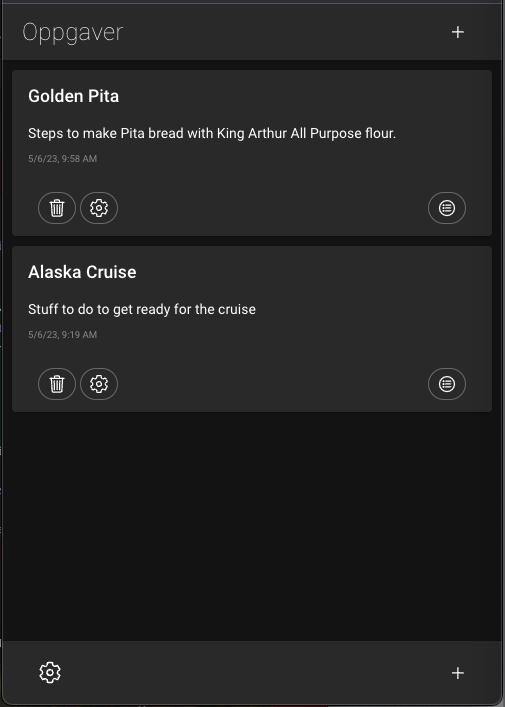 Oppgaver
Golden Pita
Steps to make Pita bread with King Arthur All Purpose flour.
5/6/23, 9:58 AM
Alaska Cruise
Stuff to do to get ready for the cruise
5/6/23, 9:19 AM